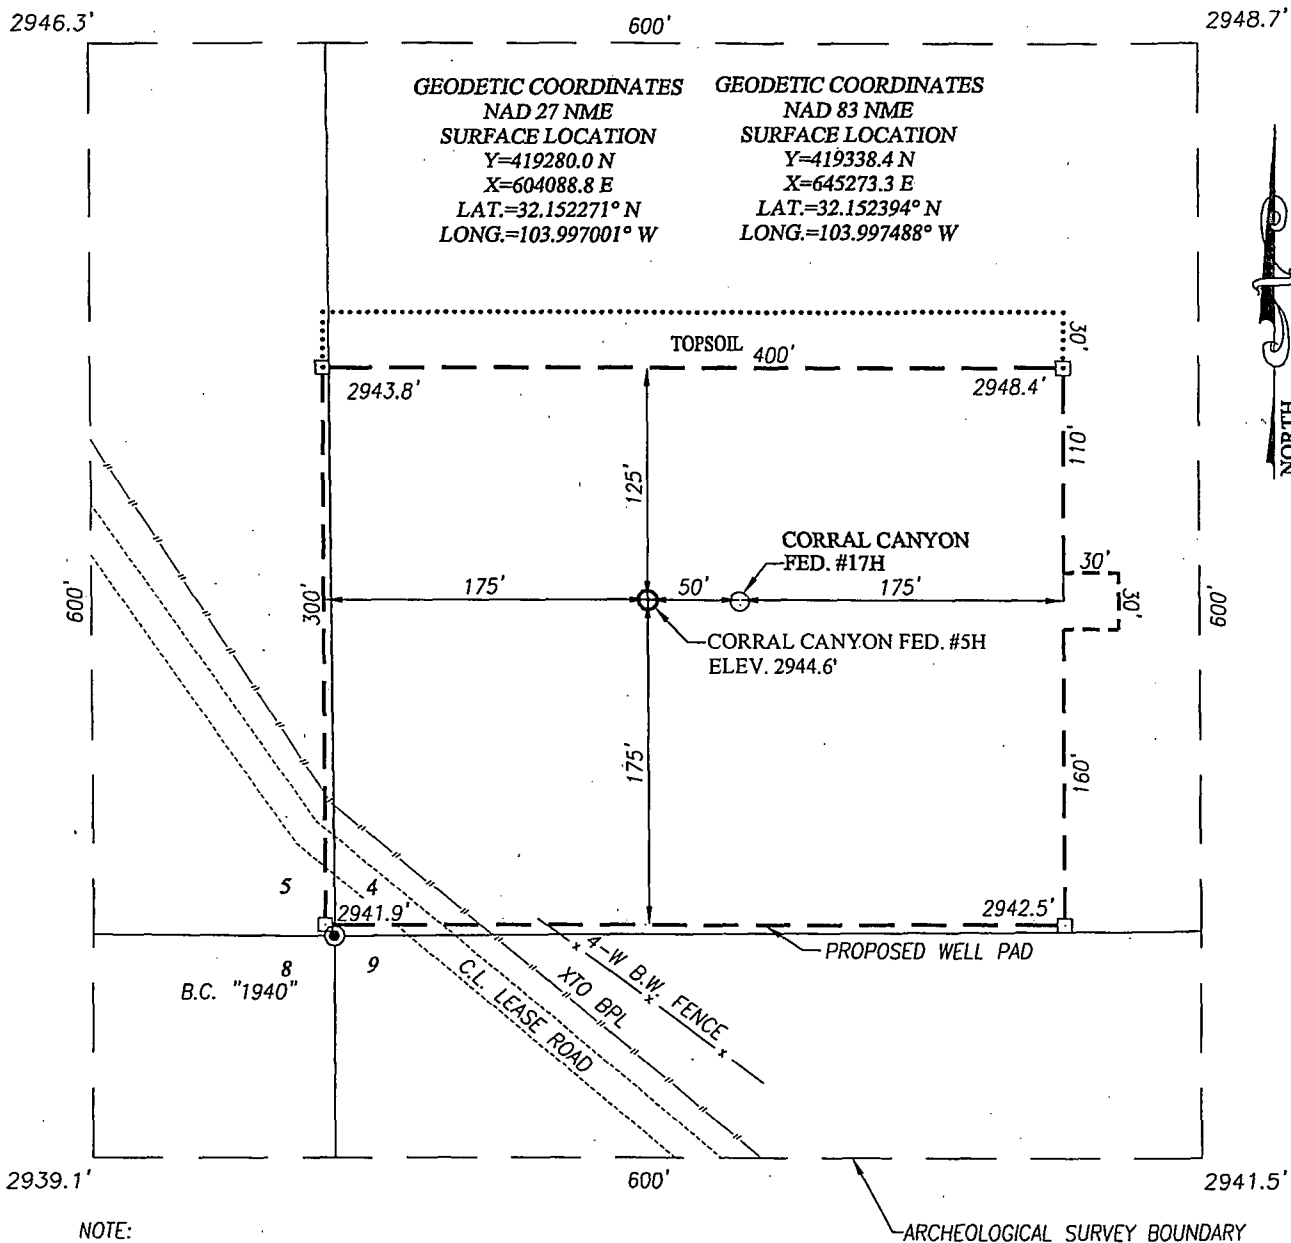 2946.3'
600'
2948.7'
GEODETIC COORDINATES
NAD 27 NME
SURFACE LOCATION
Y=419280.0 N
X=604088.8 E
LAT.=32.152271° N
LONG.=103.997001° W
GEODETIC COORDINATES
NAD 83 NME
SURFACE LOCATION
Y=419338.4 N
X=645273.3 E
LAT.=32.152394° N
LONG.=103.997488° W
NORTH
TOPSOIL
400'
30'
2943.8'
2948.4'
110'
125'
CORRAL CANYON
FED. #17H
30'
30'
175'
50'
175'
600'
300'
600'
CORRAL CANYON FED. #5H
ELEV. 2944.6'
175'
160'
5
4
2941.9'
2942.5'
8
9
B.C. "1940"
PROPOSED WELL PAD
4-W B.W. FENCE
XTO BPL
C.L. LEASE ROAD
2939.1'
600'
2941.5'
NOTE:
ARCHEOLOGICAL SURVEY BOUNDARY